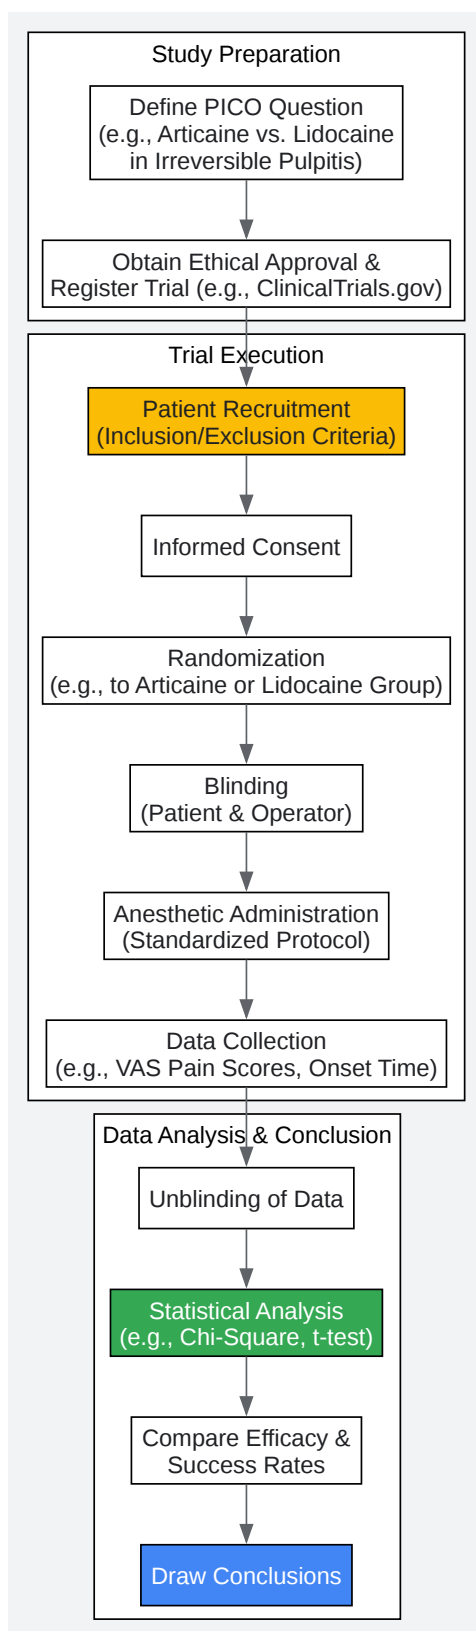 Study Preparation
Define PICO Question
(e.g., Articaine vs. Lidocaine
in Irreversible Pulpitis)
Obtain Ethical Approval &
Register Trial (e.g., ClinicalTrials.gov)
Trial Execution
Patient Recruitment
(Inclusion/Exclusion Criteria)
Informed Consent
Randomization
(e.g., to Articaine or Lidocaine Group)
Blinding
(Patient & Operator)
Anesthetic Administration
(Standardized Protocol)
Data Collection
(e.g., VAS Pain Scores, Onset Time)
Data Analysis & Conclusion
Unblinding of Data
Statistical Analysis
(e.g., Chi-Square, t-test)
Compare Efficacy &
Success Rates
Draw Conclusions